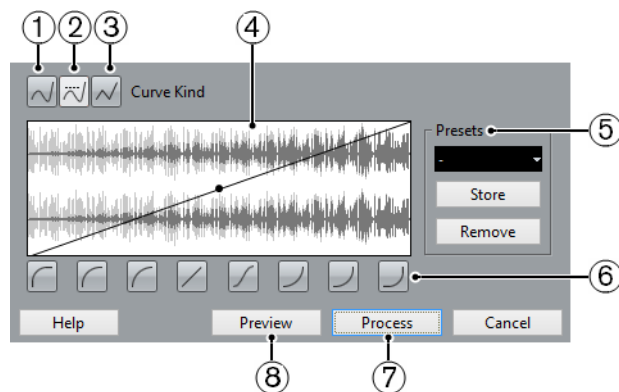 ① ② ③ ④
Curve Kind
Presets ⑤
-
Store
Remove
⑥
Help Preview Process Cancel
⑧ ⑦